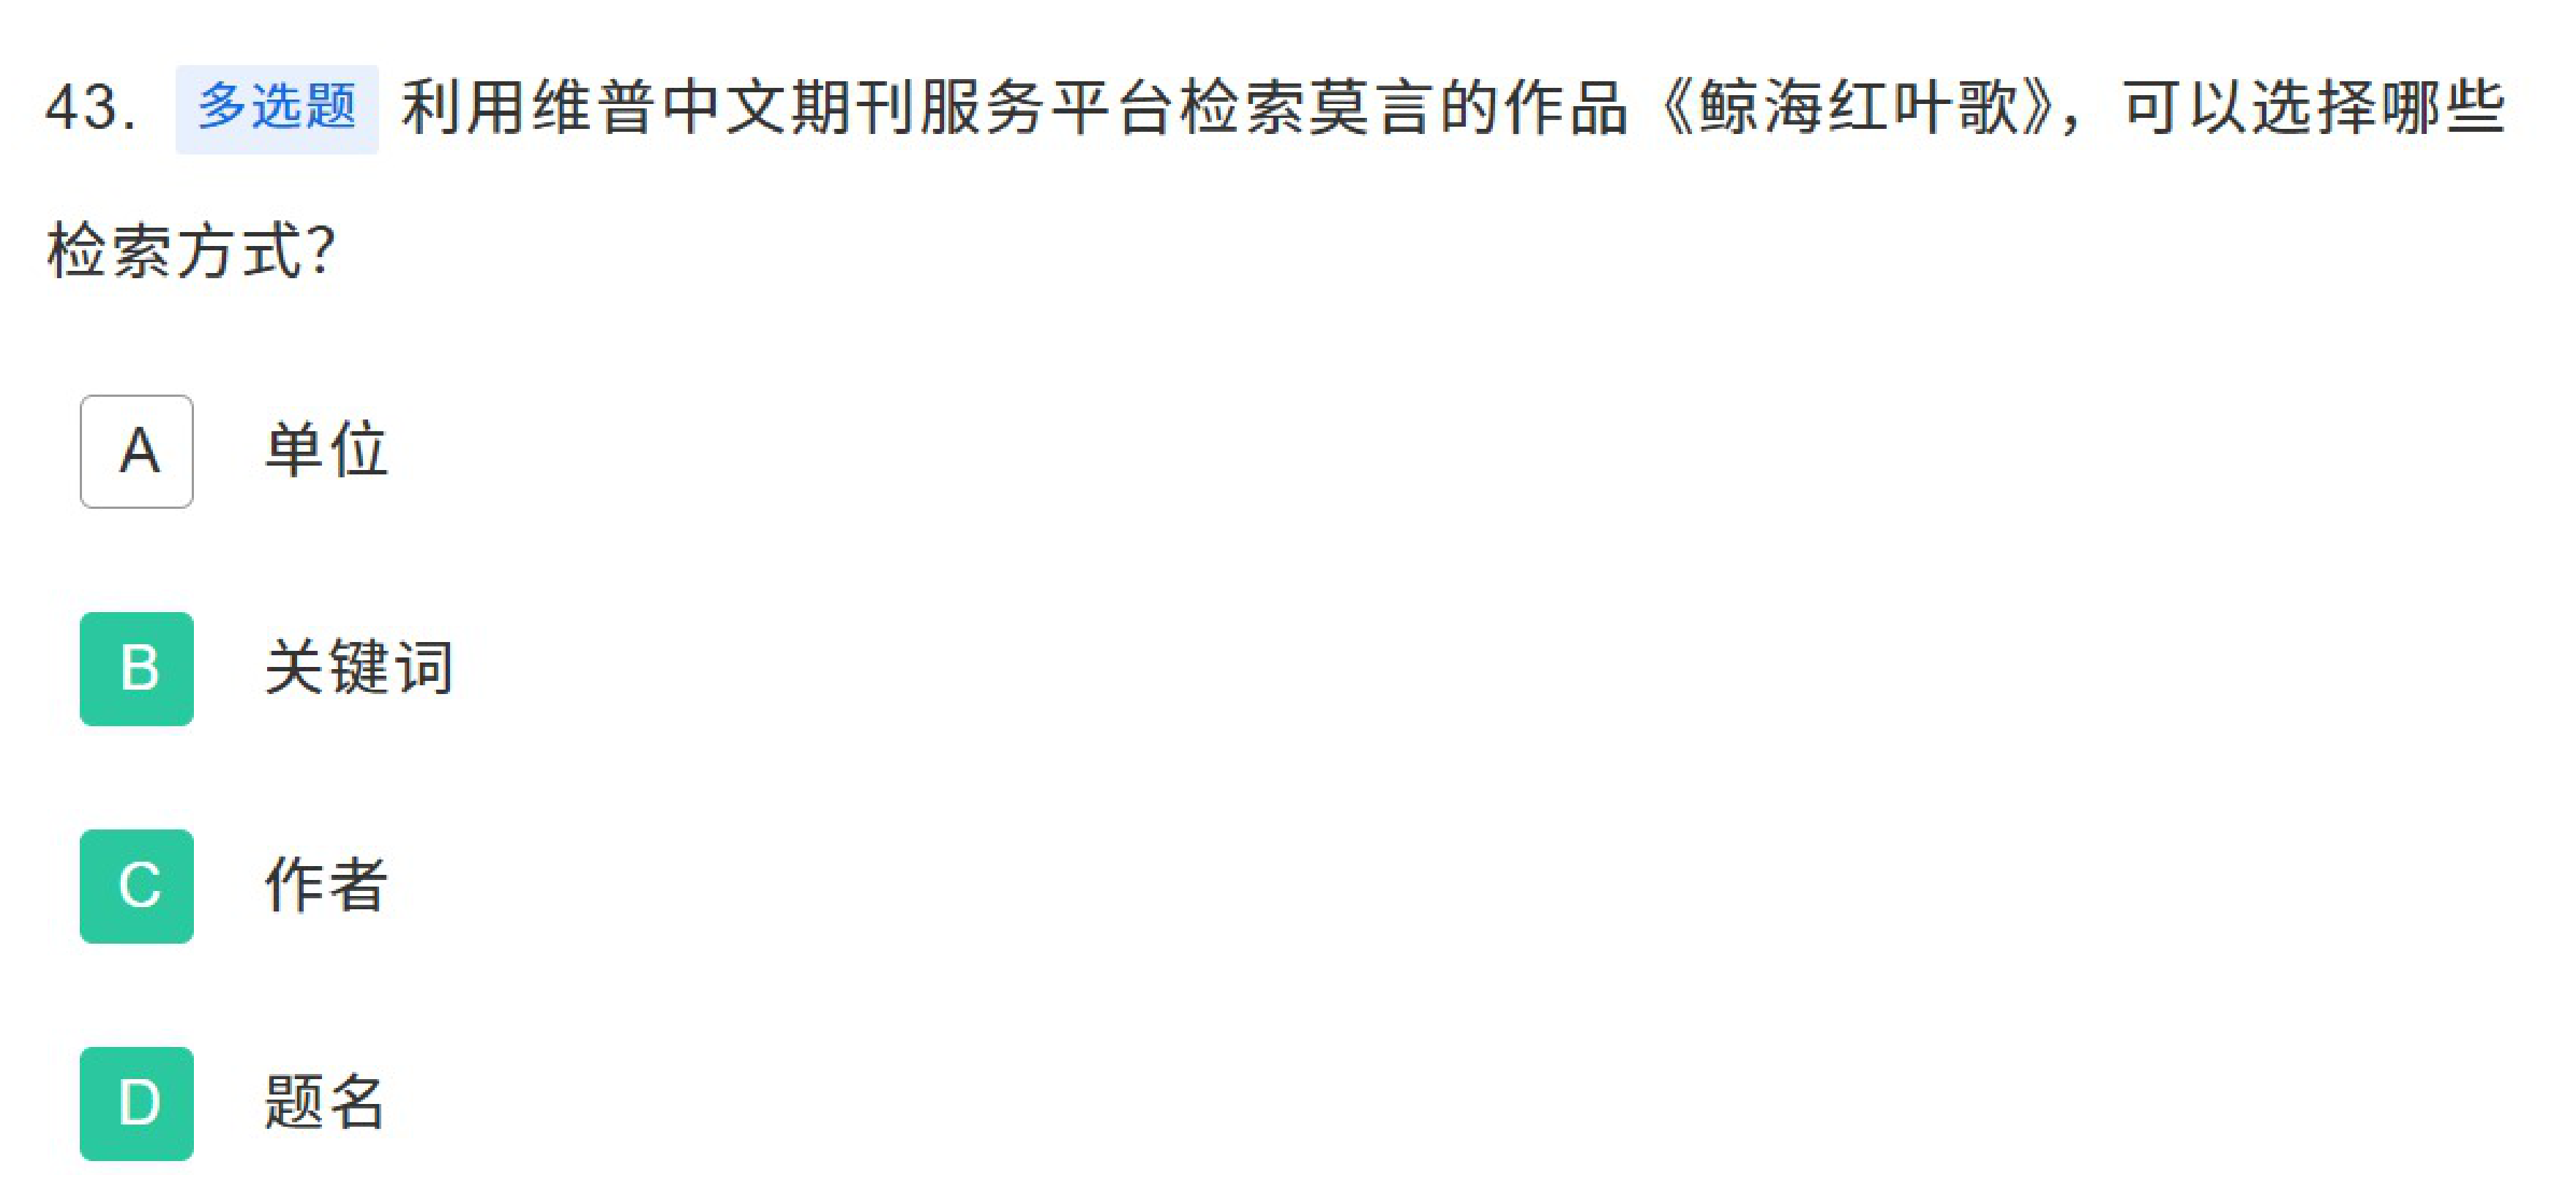 43. 多选题 利用维普中文期刊服务平台检索莫言的作品《鲸海红叶歌》，可以选择哪些
检索方式？
A 单位
B 关键词
C 作者
D 题名